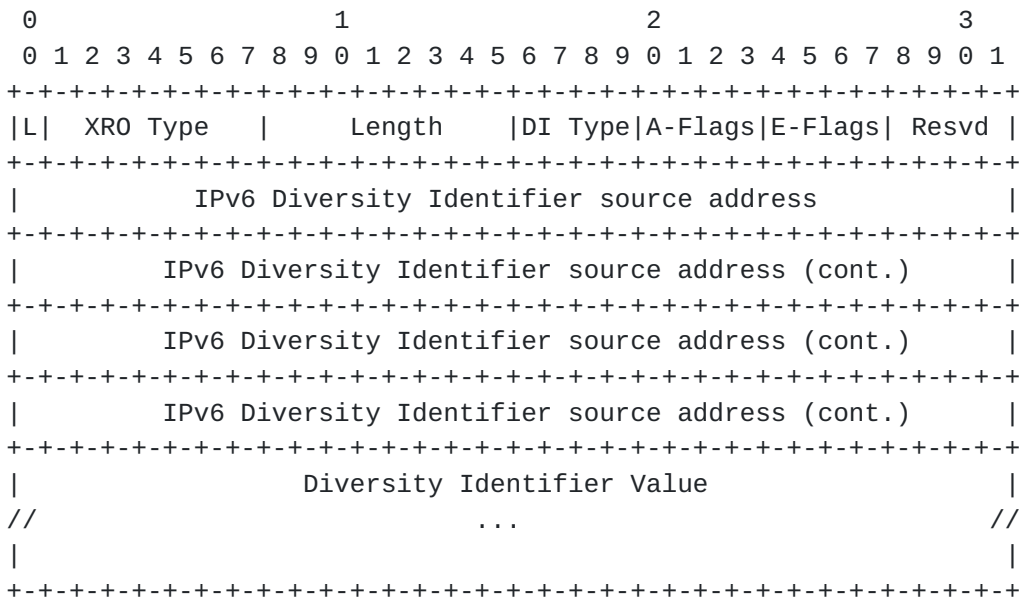 0                   1                   2                   3
 0 1 2 3 4 5 6 7 8 9 0 1 2 3 4 5 6 7 8 9 0 1 2 3 4 5 6 7 8 9 0 1
+-+-+-+-+-+-+-+-+-+-+-+-+-+-+-+-+-+-+-+-+-+-+-+-+-+-+-+-+-+-+-+-+
|L|  XRO Type   |     Length    |DI Type|A-Flags|E-Flags| Resvd |
+-+-+-+-+-+-+-+-+-+-+-+-+-+-+-+-+-+-+-+-+-+-+-+-+-+-+-+-+-+-+-+-+
|           IPv6 Diversity Identifier source address            |
+-+-+-+-+-+-+-+-+-+-+-+-+-+-+-+-+-+-+-+-+-+-+-+-+-+-+-+-+-+-+-+-+
|         IPv6 Diversity Identifier source address (cont.)      |
+-+-+-+-+-+-+-+-+-+-+-+-+-+-+-+-+-+-+-+-+-+-+-+-+-+-+-+-+-+-+-+-+
|         IPv6 Diversity Identifier source address (cont.)      |
+-+-+-+-+-+-+-+-+-+-+-+-+-+-+-+-+-+-+-+-+-+-+-+-+-+-+-+-+-+-+-+-+
|         IPv6 Diversity Identifier source address (cont.)      |
+-+-+-+-+-+-+-+-+-+-+-+-+-+-+-+-+-+-+-+-+-+-+-+-+-+-+-+-+-+-+-+-+
|                  Diversity Identifier Value                   |
//                            ...                              //
|                                                               |
+-+-+-+-+-+-+-+-+-+-+-+-+-+-+-+-+-+-+-+-+-+-+-+-+-+-+-+-+-+-+-+-+